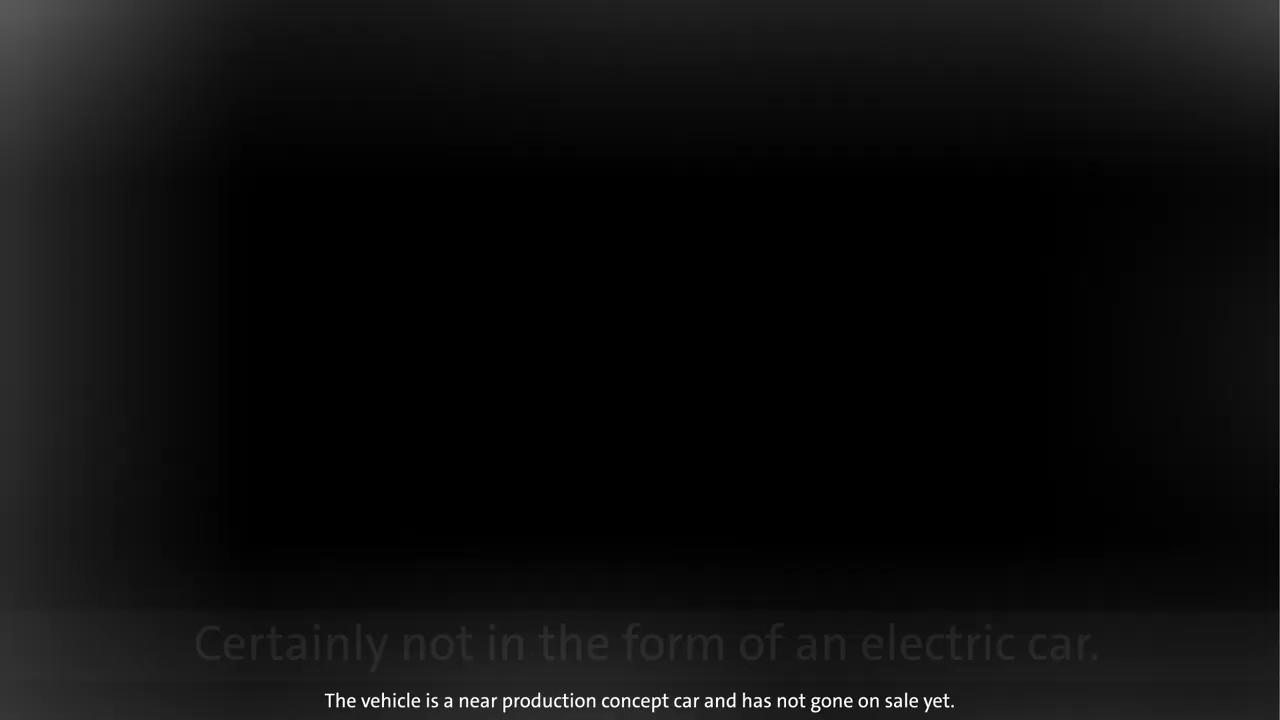 Certainly not in the form of an electric car.
The vehicle is a near production concept car and has not gone on sale yet.